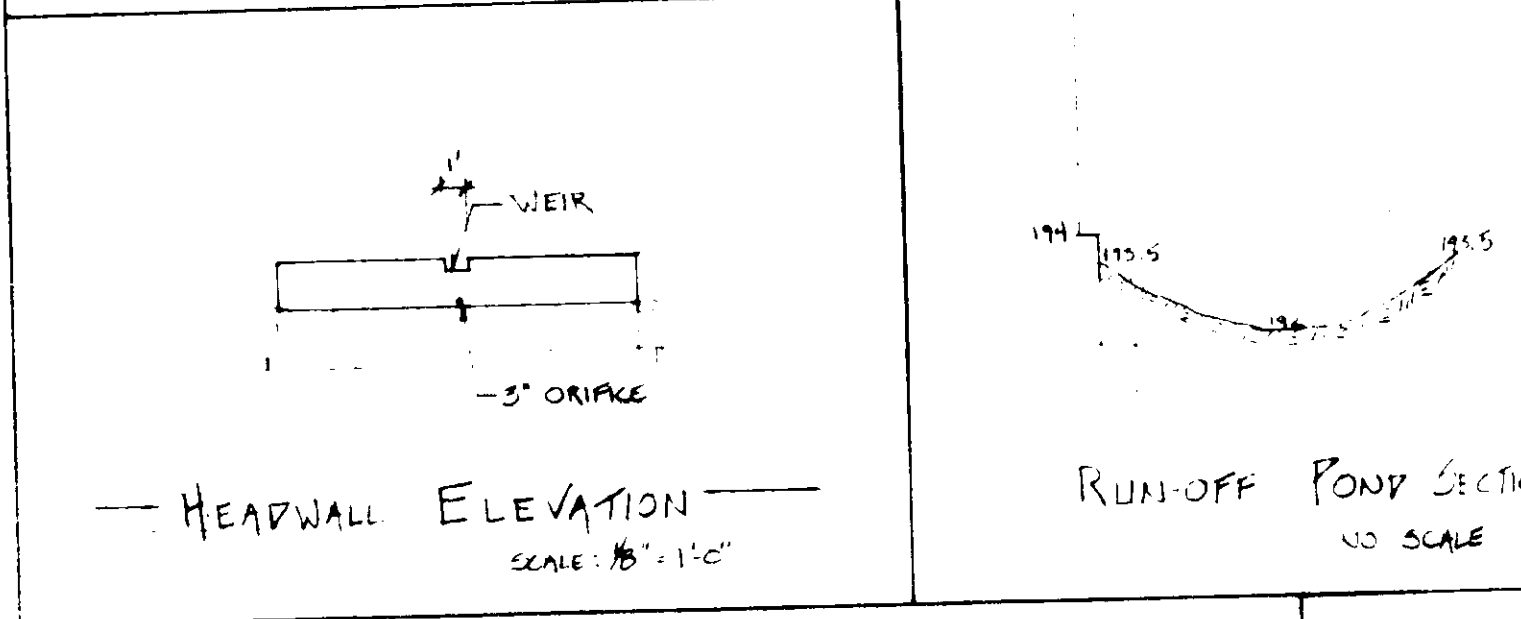 1'
WEIR
3" ORIFICE
HEADWALL ELEVATION
SCALE: 1/8" = 1'-0"
194
193.5
193.5
RUN-OFF POND
NO SCALE